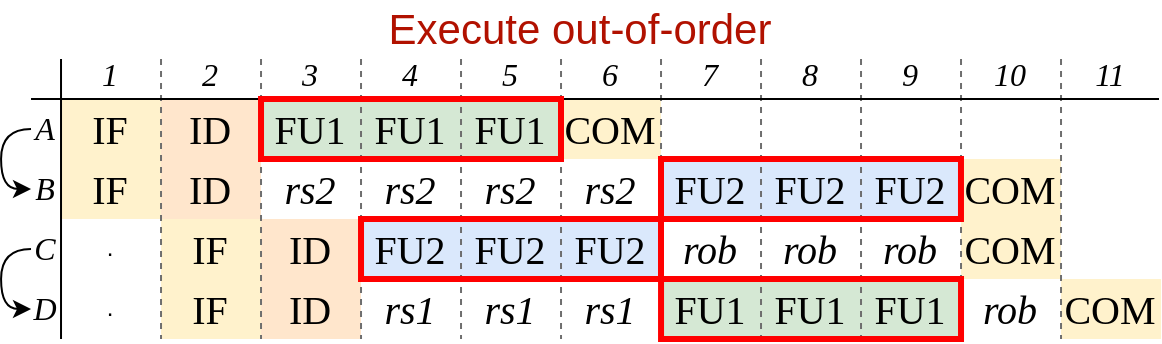 Execute out-of-order
1 2 3 4 5 6 7 8 9 10 11
A IF ID FU1 FU1 FU1 COM
B IF ID rs2 rs2 rs2 rs2 FU2 FU2 FU2 COM
C . IF ID FU2 FU2 FU2 rob rob rob COM
D . IF ID rs1 rs1 rs1 FU1 FU1 FU1 rob COM